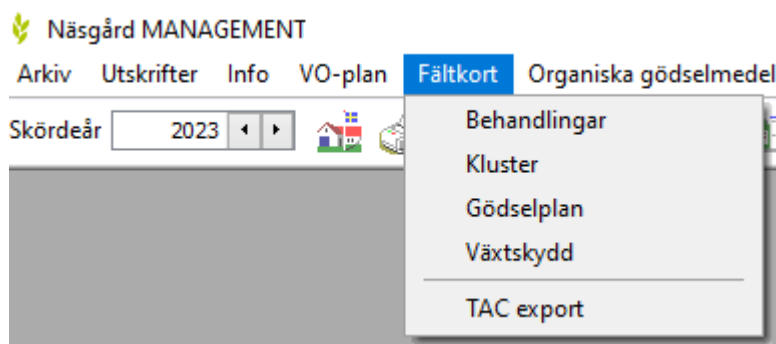 Näsgård MANAGEMENT
Arkiv Utskrifter Info VO-plan Fältkort Organiska gödselmedel
Skördeår 2023
Behandlingar
Kluster
Gödselplan
Växtskydd
TAC export